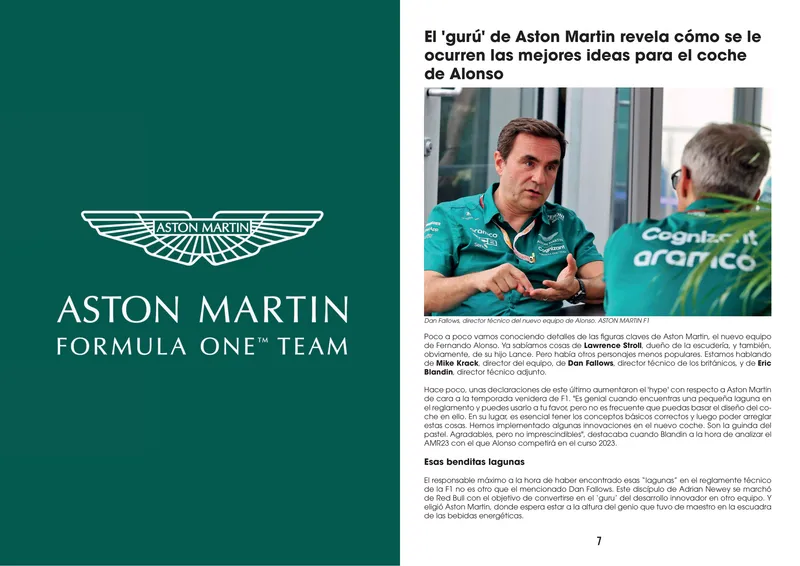 ASTON MARTIN
ASTON MARTIN
FORMULA ONE™ TEAM
El 'gurú' de Aston Martin revela cómo se le
ocurren las mejores ideas para el coche
de Alonso
aramco
Cognizant
Cognizant
aramco
Dan Fallows, director técnico del nuevo equipo de Alonso. ASTON MARTIN F1
Poco a poco vamos conociendo detalles de las figuras claves de Aston Martin, el nuevo equipo
de Fernando Alonso. Ya sabíamos cosas de Lawrence Stroll, dueño de la escudería, y también,
obviamente, de su hijo Lance. Pero había otros personajes menos populares. Estamos hablando
de Mike Krack, director del equipo, de Dan Fallows, director técnico de los británicos, y de Eric
Blandin, director técnico adjunto.
Hace poco, unas declaraciones de este último aumentaron el 'hype' con respecto a Aston Martin
de cara a la temporada venidera de F1. "Es genial cuando encuentras una pequeña laguna en
el reglamento y puedes usarlo a tu favor, pero no es frecuente que puedas basar el diseño del co-
che en ello. En su lugar, es esencial tener los conceptos básicos correctos y luego poder arreglar
estas cosas. Hemos implementado algunas innovaciones en el nuevo coche. Son la guinda del
pastel. Agradables, pero no imprescindibles", destacaba cuando Blandin a la hora de analizar el
AMR23 con el que Alonso competirá en el curso 2023.
Esas benditas lagunas
El responsable máximo a la hora de haber encontrado esas "lagunas" en el reglamente técnico
de la F1 no es otro que el mencionado Dan Fallows. Este discípulo de Adrian Newey se marchó
de Red Bull con el objetivo de convertirse en el 'guru' del desarrollo innovador en otro equipo. Y
eligió Aston Martin, donde espera estar a la altura del genio que tuvo de maestro en la escuadra
de las bebidas energéticas.
7